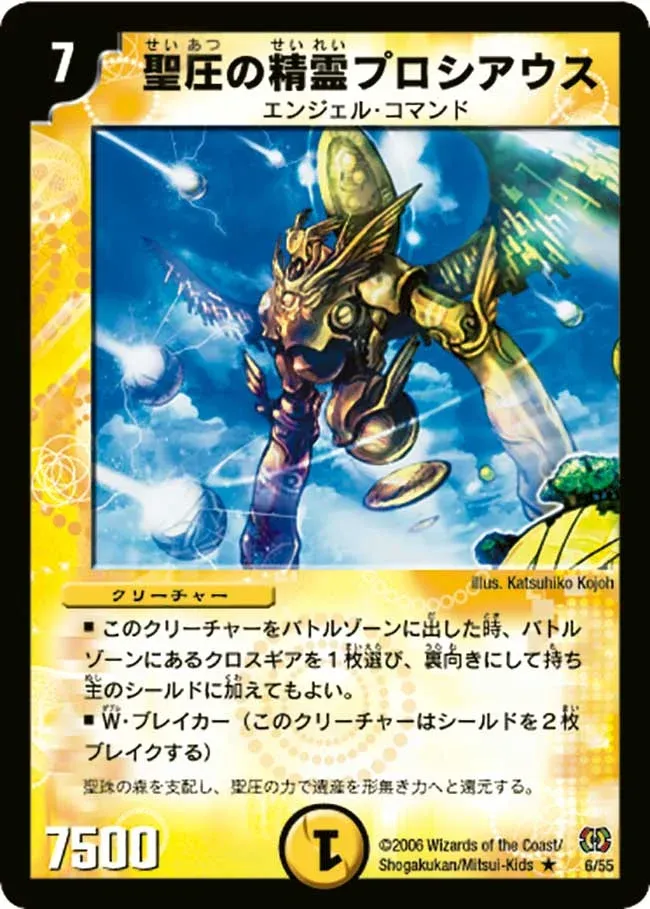 7
せいあつ せいれい
聖圧の精霊プロシアウス
エンジェル・コマンド
illus. Katsuhiko Kojoh
クリーチャー
■ このクリーチャーをバトルゾーンに出した時、バトル
ゾーンにあるクロスギアを1枚選び、裏向きにして持ち
主のシールドに加えてもよい。
■ W・ブレイカー（このクリーチャーはシールドを2枚
ブレイクする）
聖珠の森を支配し、聖圧の力で遺産を形無き力へと還元する。
7500
1
©2006 Wizards of the Coast/
Shogakukan/Mitsui-Kids ★ 6/55